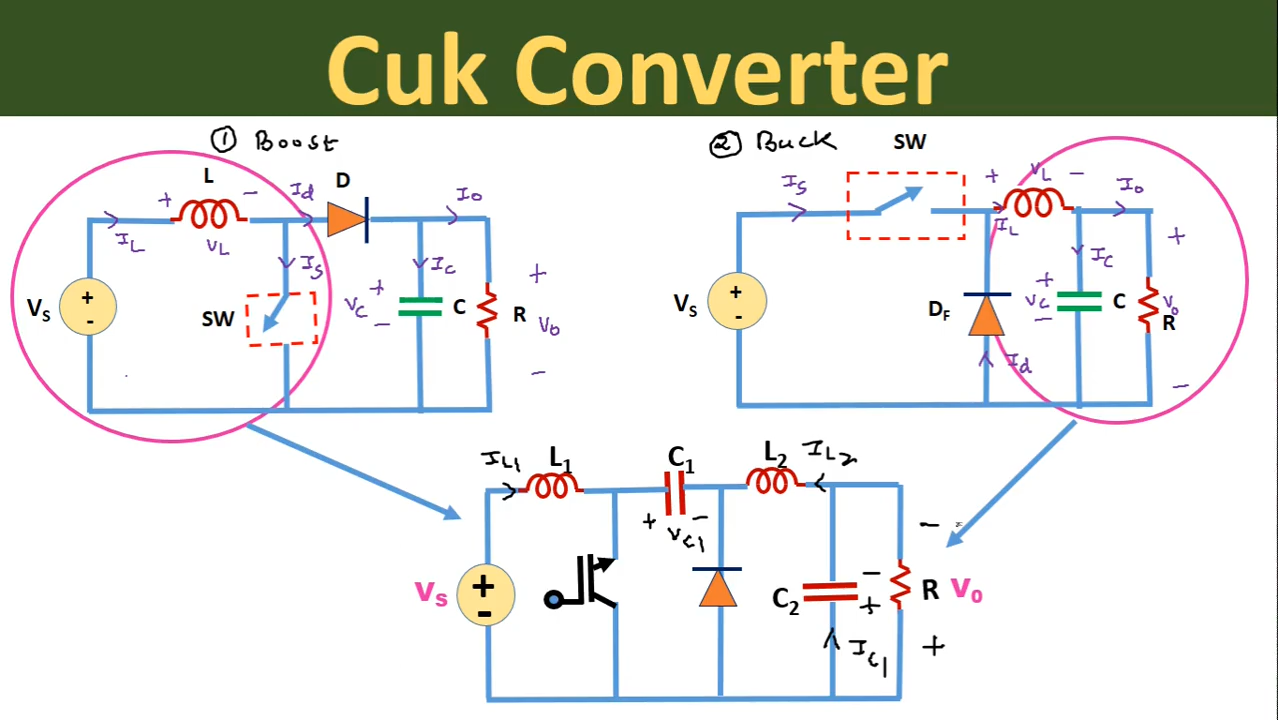 Cuk Converter
① Boost
L
+ -
Id
D
Io
IL
VL
Is
Ic
Vs
+
-
SW
Vc
+
-
C
R
+
Vo
-
② Buck
SW
Is
+ VL -
Io
IL
Ic
+
Vs
+
-
DF
+
Vc
-
C
Vo
R
Id
-
IL1
L1
C1
L2
IL2
+ -
Vc1
-
Vs
+
-
C2
-
+
R
Vo
Ic1
+